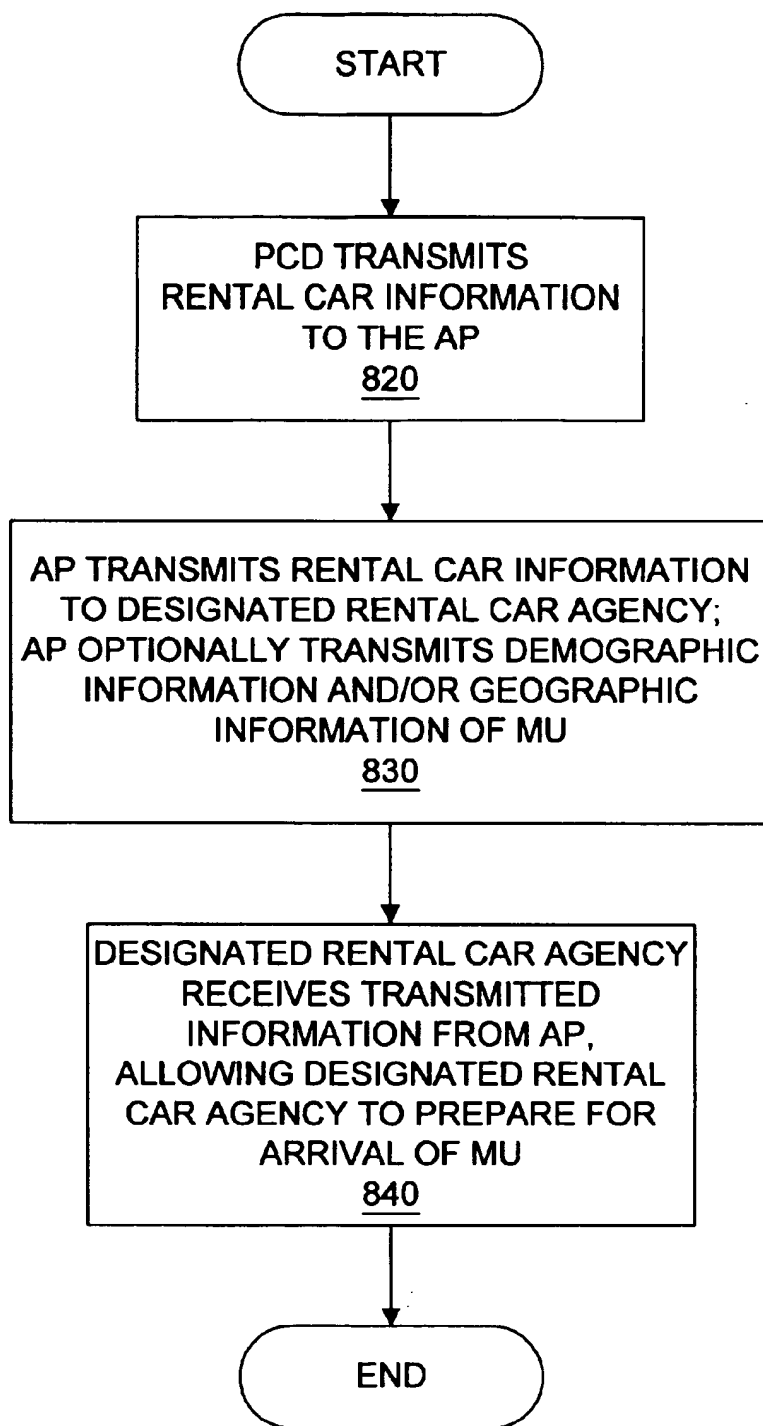 START
PCD TRANSMITS
RENTAL CAR INFORMATION
TO THE AP
820
AP TRANSMITS RENTAL CAR INFORMATION
TO DESIGNATED RENTAL CAR AGENCY;
AP OPTIONALLY TRANSMITS DEMOGRAPHIC
INFORMATION AND/OR GEOGRAPHIC
INFORMATION OF MU
830
DESIGNATED RENTAL CAR AGENCY
RECEIVES TRANSMITTED
INFORMATION FROM AP,
ALLOWING DESIGNATED RENTAL
CAR AGENCY TO PREPARE FOR
ARRIVAL OF MU
840
END